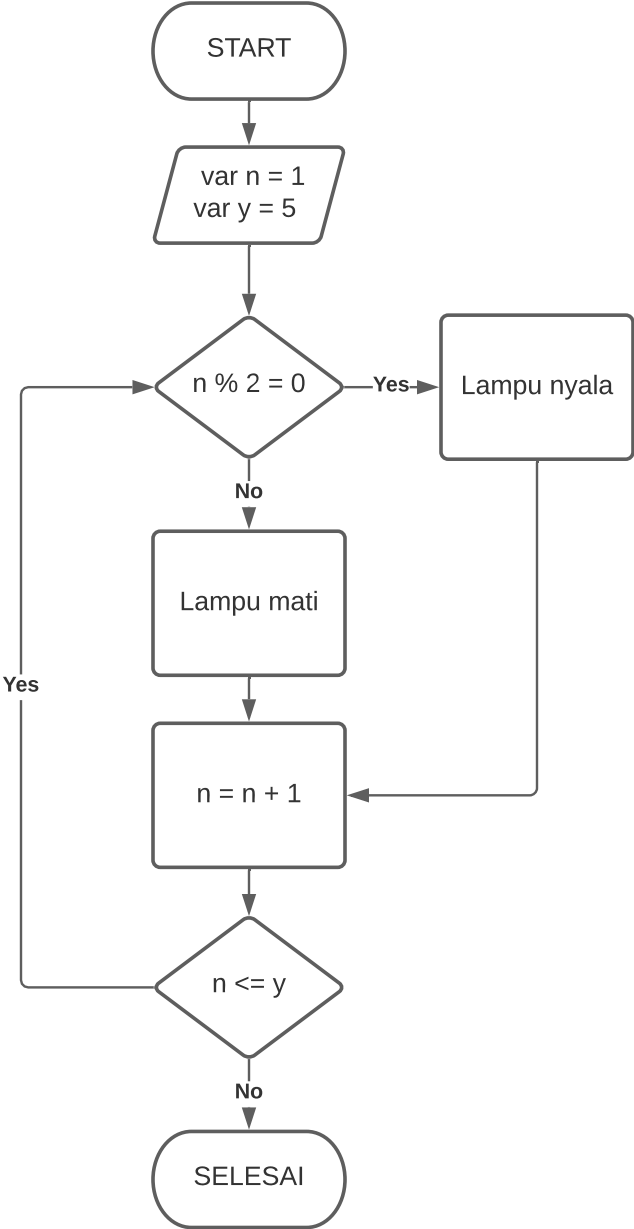 START
var n = 1
var y = 5
n % 2 = 0
Yes
Lampu nyala
No
Lampu mati
Yes
n = n + 1
n <= y
No
SELESAI